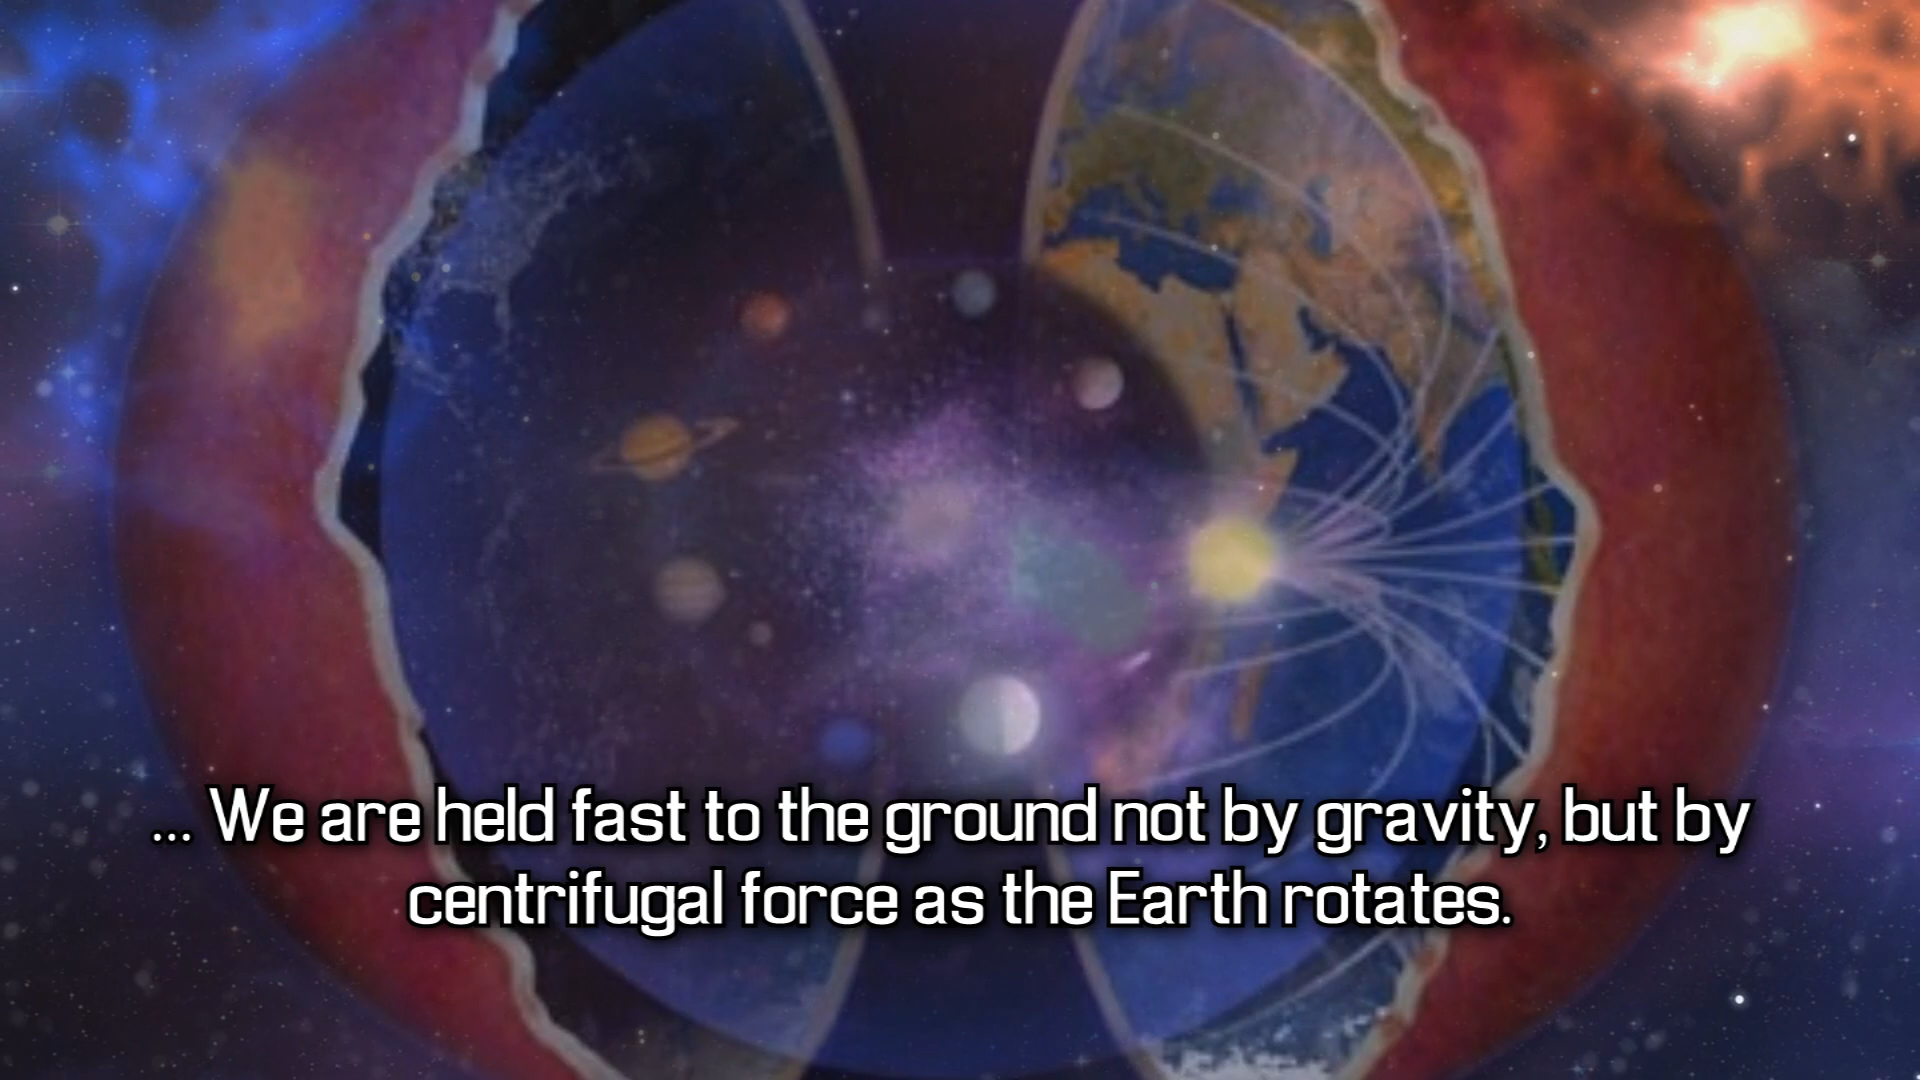 ... We are held fast to the ground not by gravity, but by
centrifugal force as the Earth rotates.